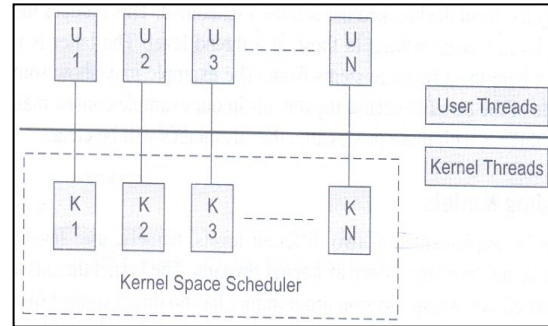 U U U U
1 2 3 N
User Threads
Kernel Threads
K K K K
1 2 3 N
Kernel Space Scheduler